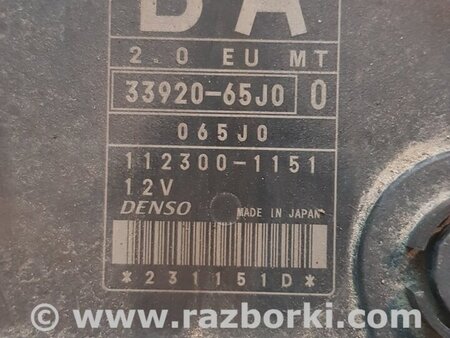 BA
2.0 EU MT
33920-65J0 0
065J0
112300-1151
12V
DENSO MADE IN JAPAN
*231151D*
© www.razborki.com